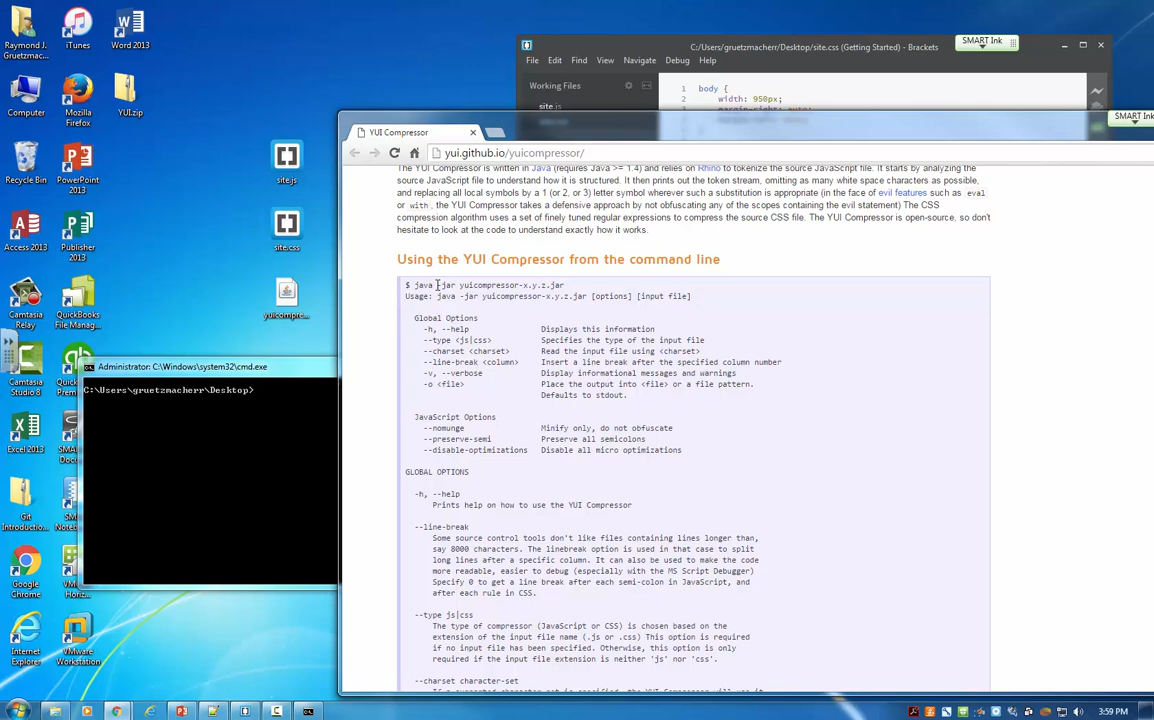 Raymond J. Gruetzmac...
iTunes
Word 2013
Computer
Mozilla Firefox
YUI.zip
Recycle Bin
PowerPoint 2013
site.js
Access 2013
Publisher 2013
site.css
Camtasia Relay
QuickBooks File Manag...
yuicompre...
Camtasia Studio 8
Excel 2013
Git Introductio...
Google Chrome
Internet Explorer
VMware Workstation
Administrator: C:\Windows\system32\cmd.exe
C:\Users\gruetzmacherr\Desktop>
C:/Users/gruetzmacherr/Desktop/site.css (Getting Started) - Brackets
SMART Ink
File Edit Find View Navigate Debug Help
Working Files
site.js
1 body {
2 width: 950px;
3 margin-right: auto;
SMART Ink
YUI Compressor
yui.github.io/yuicompressor/
The YUI Compressor is written in Java (requires Java >= 1.4) and relies on Rhino to tokenize the source JavaScript file. It starts by analyzing the
source JavaScript file to understand how it is structured. It then prints out the token stream, omitting as many white space characters as possible,
and replacing all local symbols by a 1 (or 2, or 3) letter symbol wherever such a substitution is appropriate (in the face of evil features such as eval
or with, the YUI Compressor takes a defensive approach by not obfuscating any of the scopes containing the evil statement) The CSS
compression algorithm uses a set of finely tuned regular expressions to compress the source CSS file. The YUI Compressor is open-source, so don't
hesitate to look at the code to understand exactly how it works.
Using the YUI Compressor from the command line
$ java -jar yuicompressor-x.y.z.jar
Usage: java -jar yuicompressor-x.y.z.jar [options] [input file]
Global Options
-h, --help Displays this information
--type <js|css> Specifies the type of the input file
--charset <charset> Read the input file using <charset>
--line-break <column> Insert a line break after the specified column number
-v, --verbose Display informational messages and warnings
-o <file> Place the output into <file> or a file pattern.
Defaults to stdout.
JavaScript Options
--nomunge Minify only, do not obfuscate
--preserve-semi Preserve all semicolons
--disable-optimizations Disable all micro optimizations
GLOBAL OPTIONS
-h, --help
Prints help on how to use the YUI Compressor
--line-break
Some source control tools don't like files containing lines longer than,
say 8000 characters. The linebreak option is used in that case to split
long lines after a specific column. It can also be used to make the code
more readable, easier to debug (especially with the MS Script Debugger)
Specify 0 to get a line break after each semi-colon in JavaScript, and
after each rule in CSS.
--type js|css
The type of compressor (JavaScript or CSS) is chosen based on the
extension of the input file name (.js or .css) This option is required
if no input file has been specified. Otherwise, this option is only
required if the input file extension is neither 'js' nor 'css'.
--charset character-set
3:59 PM